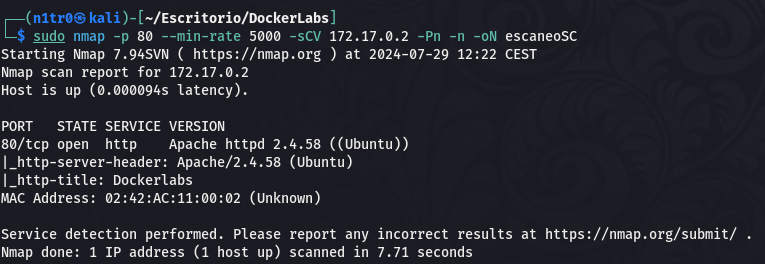 (n1tr0㉿kali)-[~/Escritorio/DockerLabs]
$ sudo nmap -p 80 --min-rate 5000 -sCV 172.17.0.2 -Pn -n -oN escaneoSC
Starting Nmap 7.94SVN ( https://nmap.org ) at 2024-07-29 12:22 CEST
Nmap scan report for 172.17.0.2
Host is up (0.000094s latency).
PORT   STATE SERVICE VERSION
80/tcp open  http    Apache httpd 2.4.58 ((Ubuntu))
|_http-server-header: Apache/2.4.58 (Ubuntu)
|_http-title: Dockerlabs
MAC Address: 02:42:AC:11:00:02 (Unknown)
Service detection performed. Please report any incorrect results at https://nmap.org/submit/ .
Nmap done: 1 IP address (1 host up) scanned in 7.71 seconds